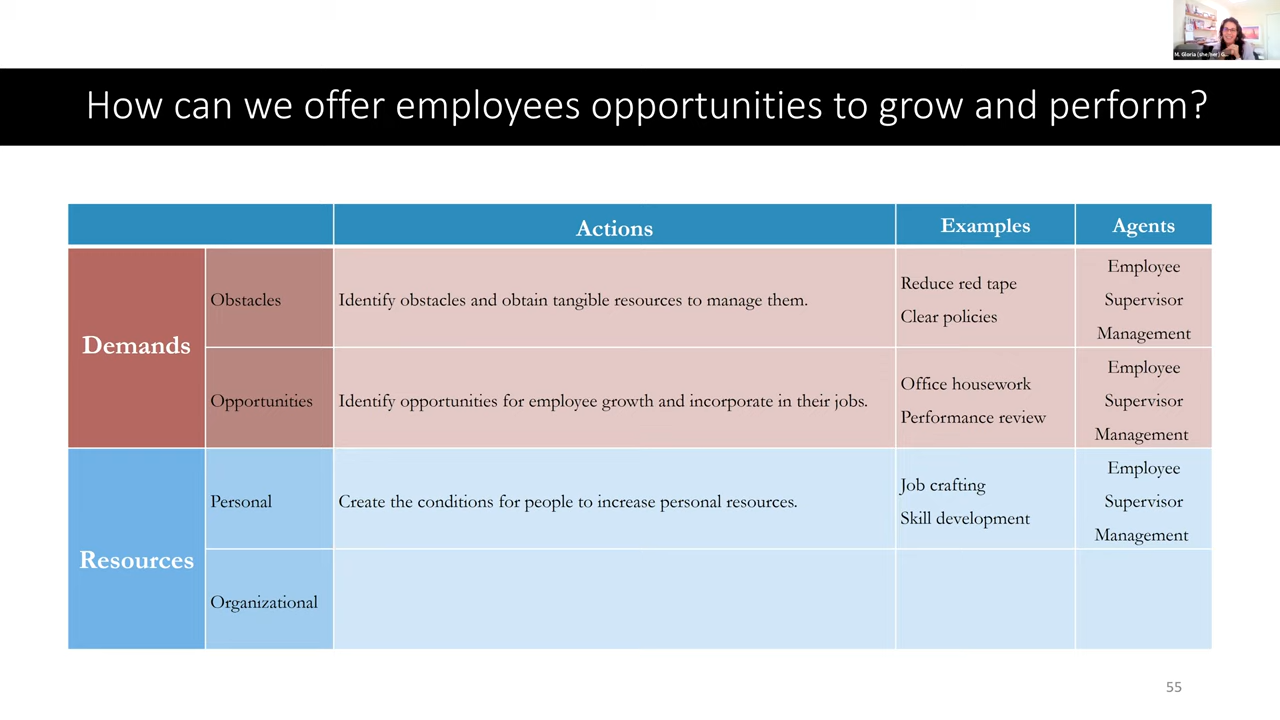 M. Gloria (she/her) G...
How can we offer employees opportunities to grow and perform?
Actions
Examples
Agents
Demands
Obstacles
Identify obstacles and obtain tangible resources to manage them.
Reduce red tape
Clear policies
Employee
Supervisor
Management
Opportunities
Identify opportunities for employee growth and incorporate in their jobs.
Office housework
Performance review
Employee
Supervisor
Management
Resources
Personal
Create the conditions for people to increase personal resources.
Job crafting
Skill development
Employee
Supervisor
Management
Organizational
55